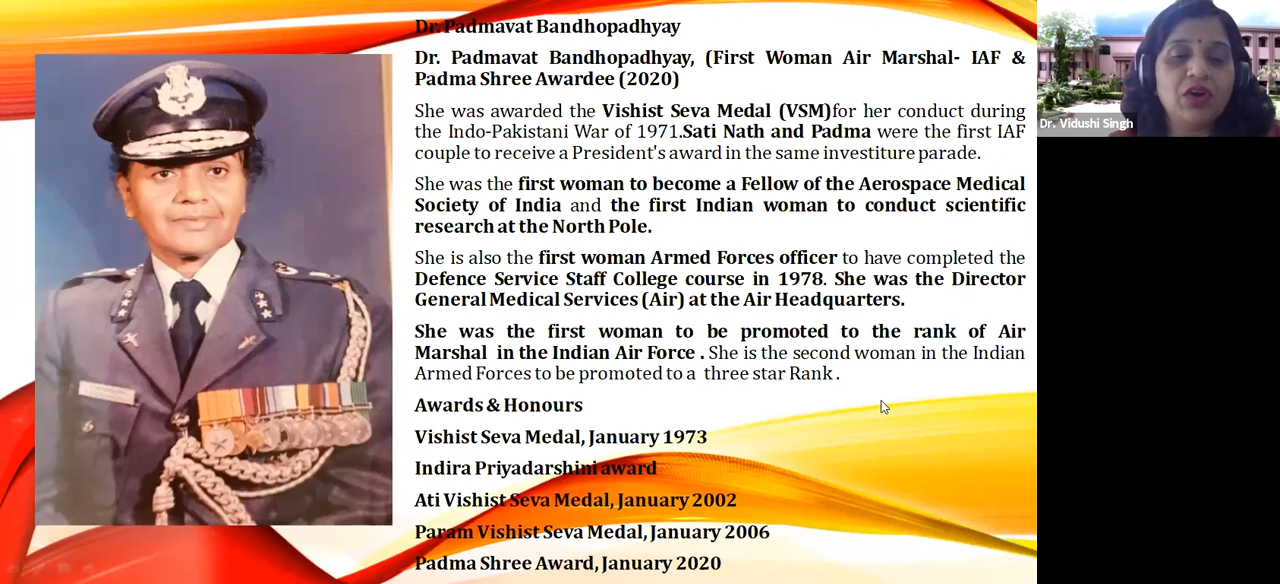 Dr. Padmavat Bandhopadhyay
Dr. Padmavat Bandhopadhyay, (First Woman Air Marshal- IAF &
Padma Shree Awardee (2020)
She was awarded the Vishist Seva Medal (VSM)for her conduct during
the Indo-Pakistani War of 1971.Sati Nath and Padma were the first IAF
couple to receive a President's award in the same investiture parade.
She was the first woman to become a Fellow of the Aerospace Medical
Society of India and the first Indian woman to conduct scientific
research at the North Pole.
She is also the first woman Armed Forces officer to have completed the
Defence Service Staff College course in 1978. She was the Director
General Medical Services (Air) at the Air Headquarters.
She was the first woman to be promoted to the rank of Air
Marshal in the Indian Air Force . She is the second woman in the Indian
Armed Forces to be promoted to a three star Rank .
Awards & Honours
Vishist Seva Medal, January 1973
Indira Priyadarshini award
Ati Vishist Seva Medal, January 2002
Param Vishist Seva Medal, January 2006
Padma Shree Award, January 2020
Dr. Vidushi Singh